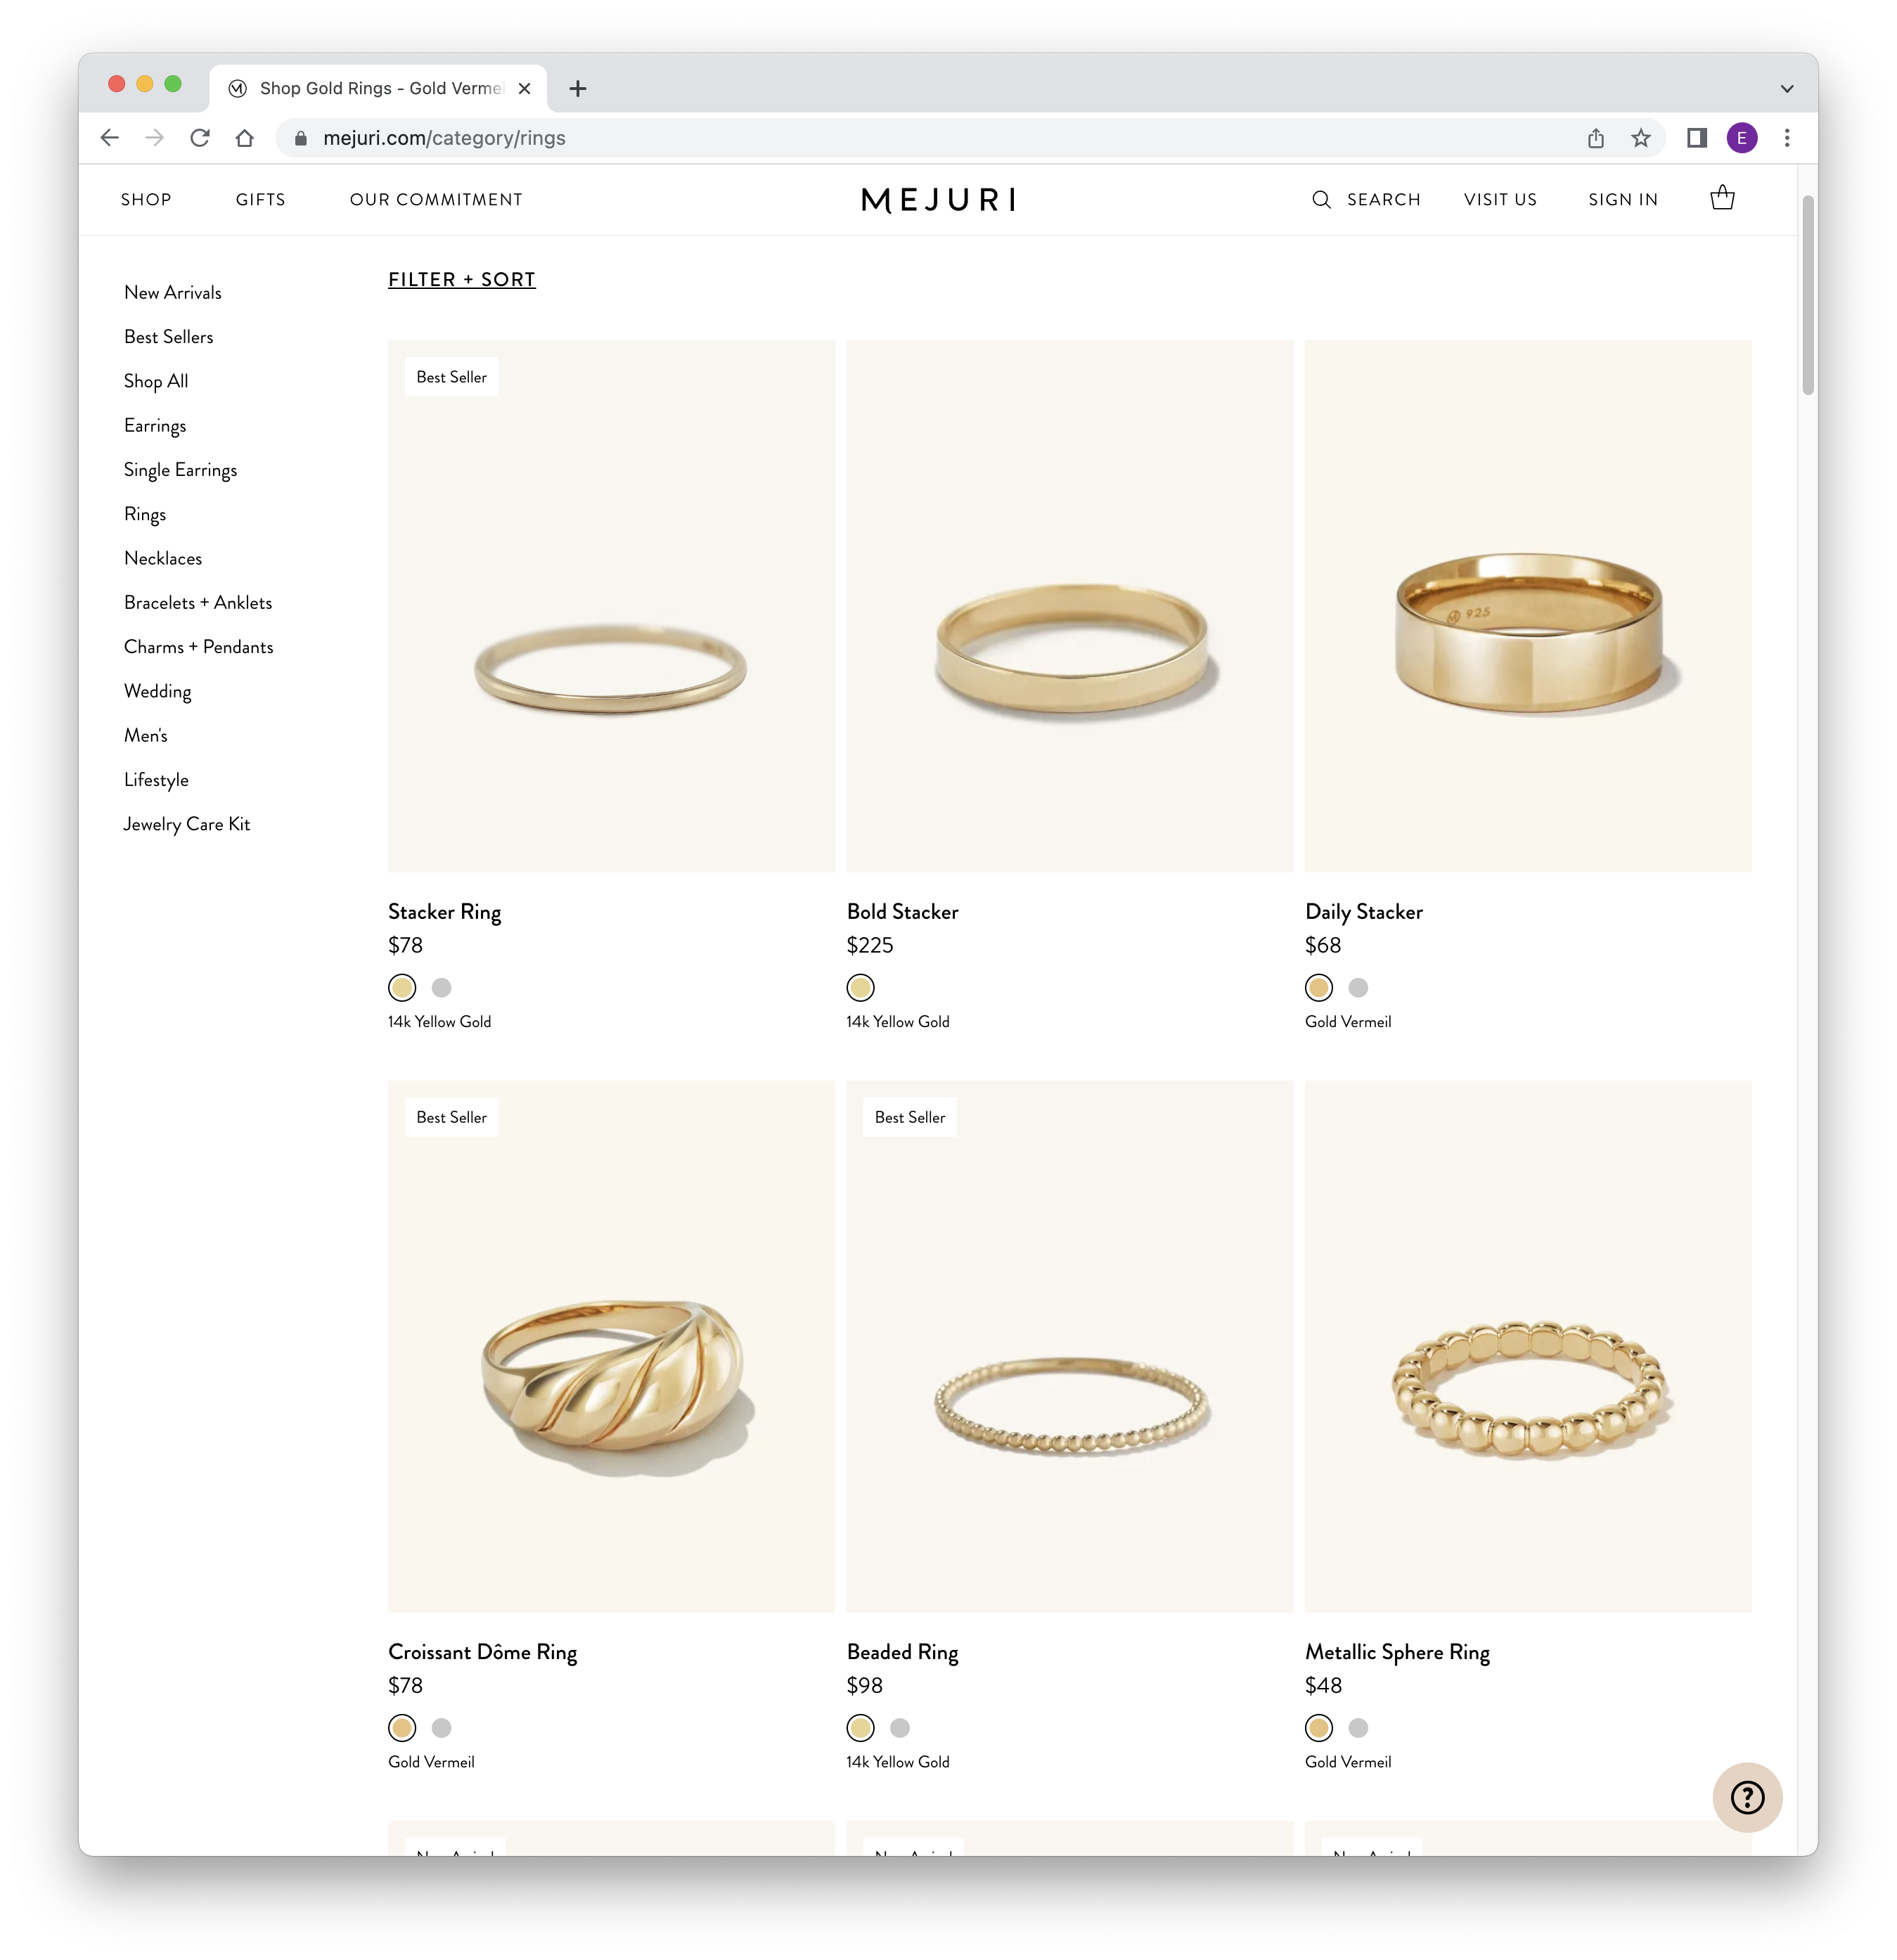 Shop Gold Rings - Gold Verme
mejuri.com/category/rings
E
SHOP
GIFTS
OUR COMMITMENT
MEJURI
SEARCH
VISIT US
SIGN IN
New Arrivals
Best Sellers
Shop All
Earrings
Single Earrings
Rings
Necklaces
Bracelets + Anklets
Charms + Pendants
Wedding
Men's
Lifestyle
Jewelry Care Kit
FILTER + SORT
Best Seller
925
Stacker Ring
$78
14k Yellow Gold
Bold Stacker
$225
14k Yellow Gold
Daily Stacker
$68
Gold Vermeil
Best Seller
Best Seller
Croissant Dôme Ring
$78
Gold Vermeil
Beaded Ring
$98
14k Yellow Gold
Metallic Sphere Ring
$48
Gold Vermeil
?